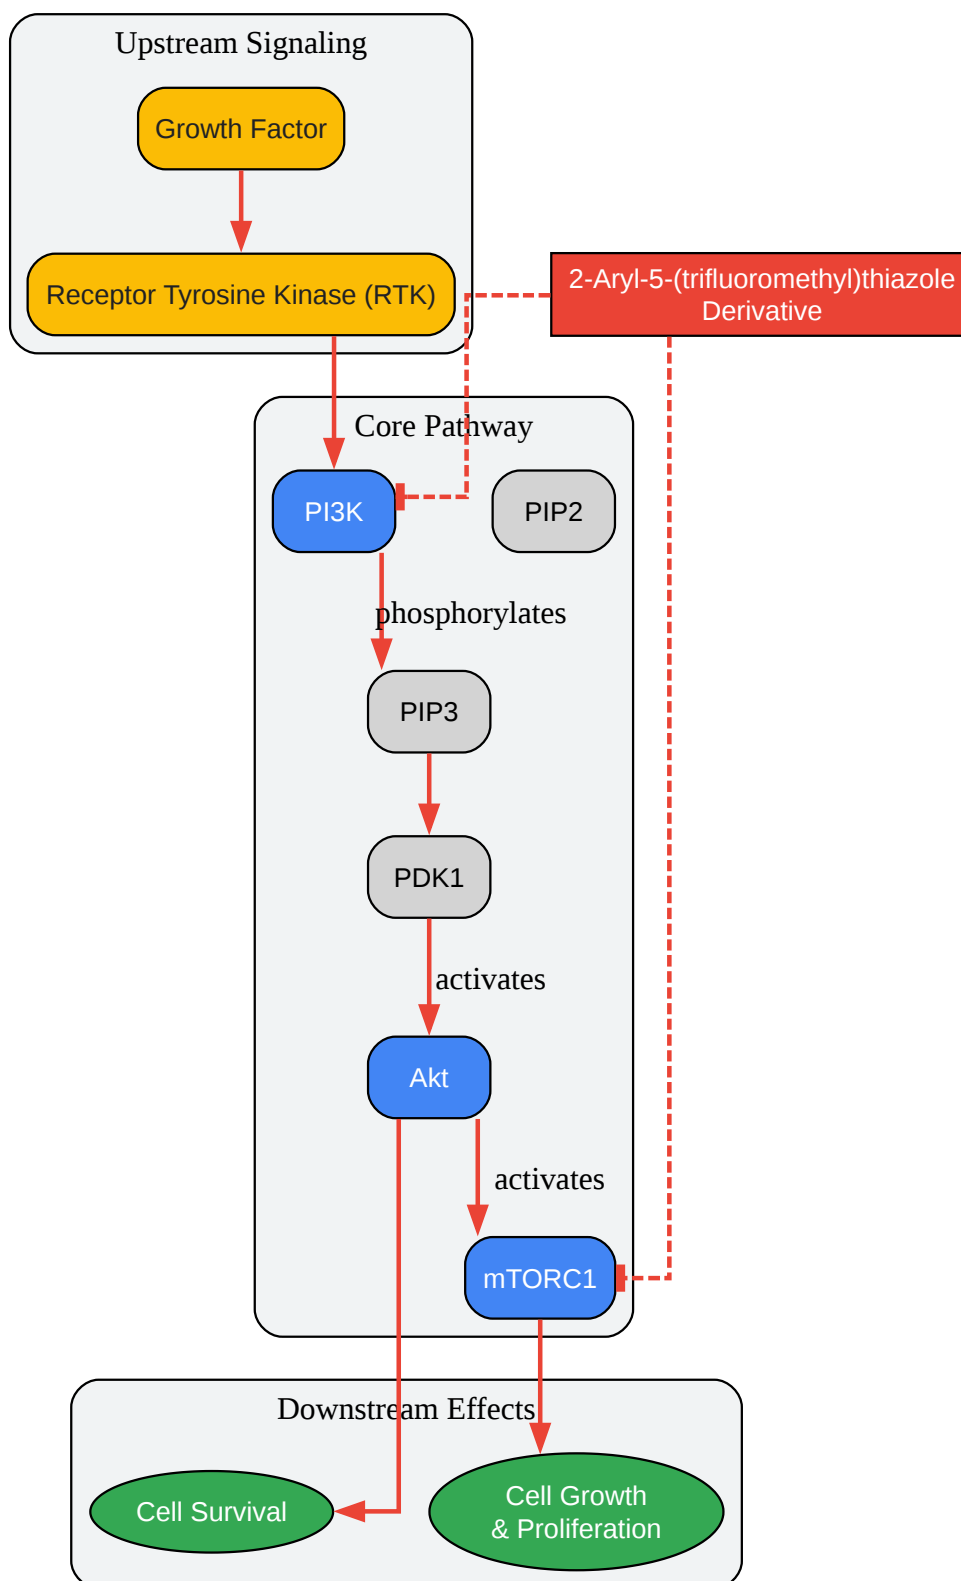 Upstream Signaling
Growth Factor
Receptor Tyrosine Kinase (RTK)
2-Aryl-5-(trifluoromethyl)thiazole
Derivative
Core Pathway
PI3K
PIP2
phosphorylates
PIP3
PDK1
activates
Akt
activates
mTORC1
Downstream Effects
Cell Survival
Cell Growth
& Proliferation